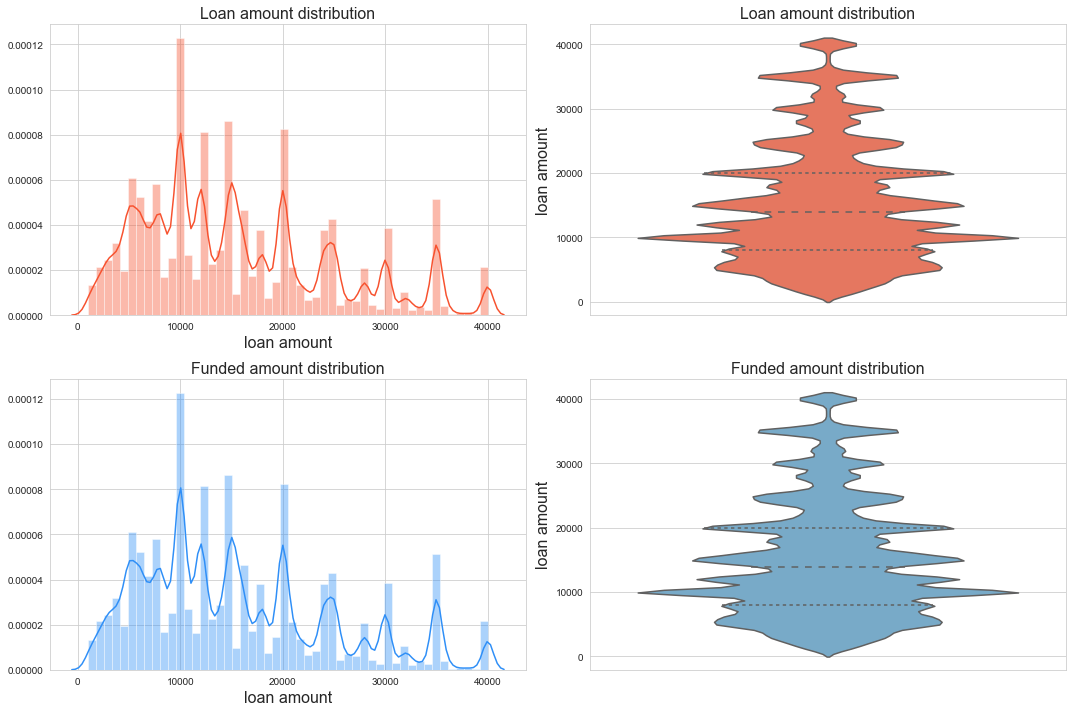 Loan amount distribution
0.00012
0.00010
0.00008
0.00006
0.00004
0.00002
0.00000
0 10000 20000 30000 40000
loan amount
Loan amount distribution
loan amount
40000
30000
20000
10000
0
Funded amount distribution
0.00012
0.00010
0.00008
0.00006
0.00004
0.00002
0.00000
0 10000 20000 30000 40000
loan amount
Funded amount distribution
loan amount
40000
30000
20000
10000
0